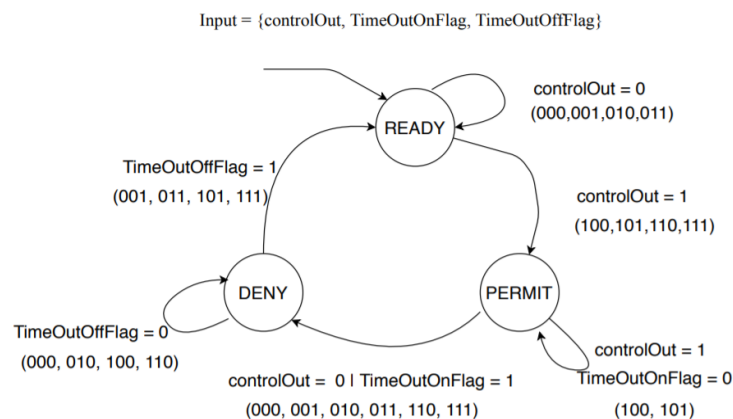 Input = {controlOut, TimeOutOnFlag, TimeOutOffFlag}
controlOut = 0
(000,001,010,011)
READY
TimeOutOffFlag = 1
(001, 011, 101, 111)
controlOut = 1
(100,101,110,111)
DENY
PERMIT
TimeOutOffFlag = 0
(000, 010, 100, 110)
controlOut = 1
TimeOutOnFlag = 0
(100, 101)
controlOut =  0 | TimeOutOnFlag = 1
(000, 001, 010, 011, 110, 111)